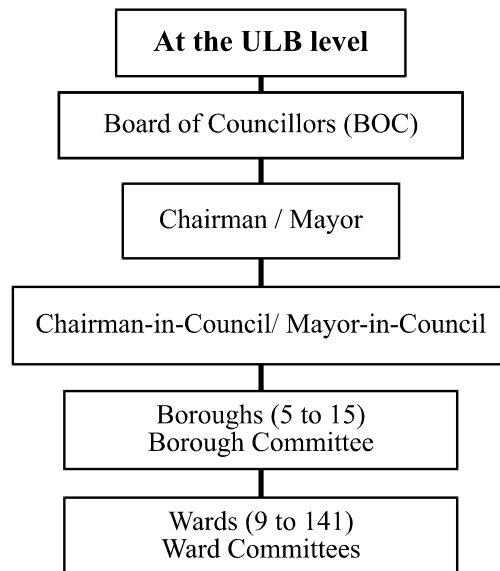 At the ULB level
Board of Councillors (BOC)
Chairman / Mayor
Chairman-in-Council/ Mayor-in-Council
Boroughs (5 to 15)
Borough Committee
Wards (9 to 141)
Ward Committees